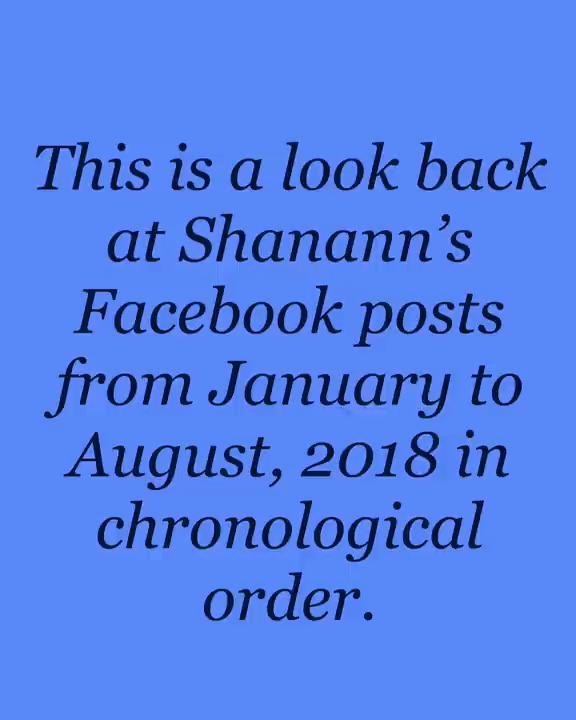 This is a look back
at Shanann’s
Facebook posts
from January to
August, 2018 in
chronological
order.